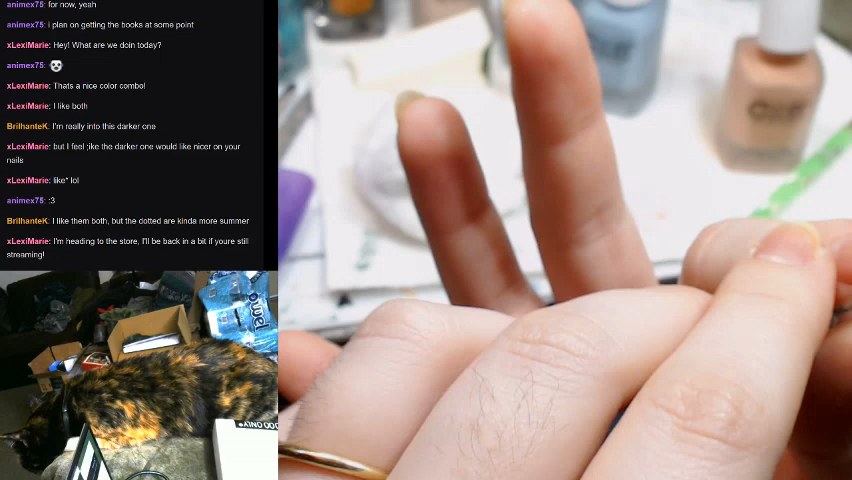 animex75: for now, yeah
animex75: i plan on getting the books at some point
xLexiMarie: Hey! What are we doin today?
animex75:
xLexiMarie: Thats a nice color combo!
xLexiMarie: I like both
BrilhanteK: I'm really into this darker one
xLexiMarie: but I feel ;ike the darker one would like nicer on your
nails
xLexiMarie: like* lol
animex75: :3
BrilhanteK: I like them both, but the dotted are kinda more summer
xLexiMarie: I'm heading to the store, I'll be back in a bit if youre still
streaming!